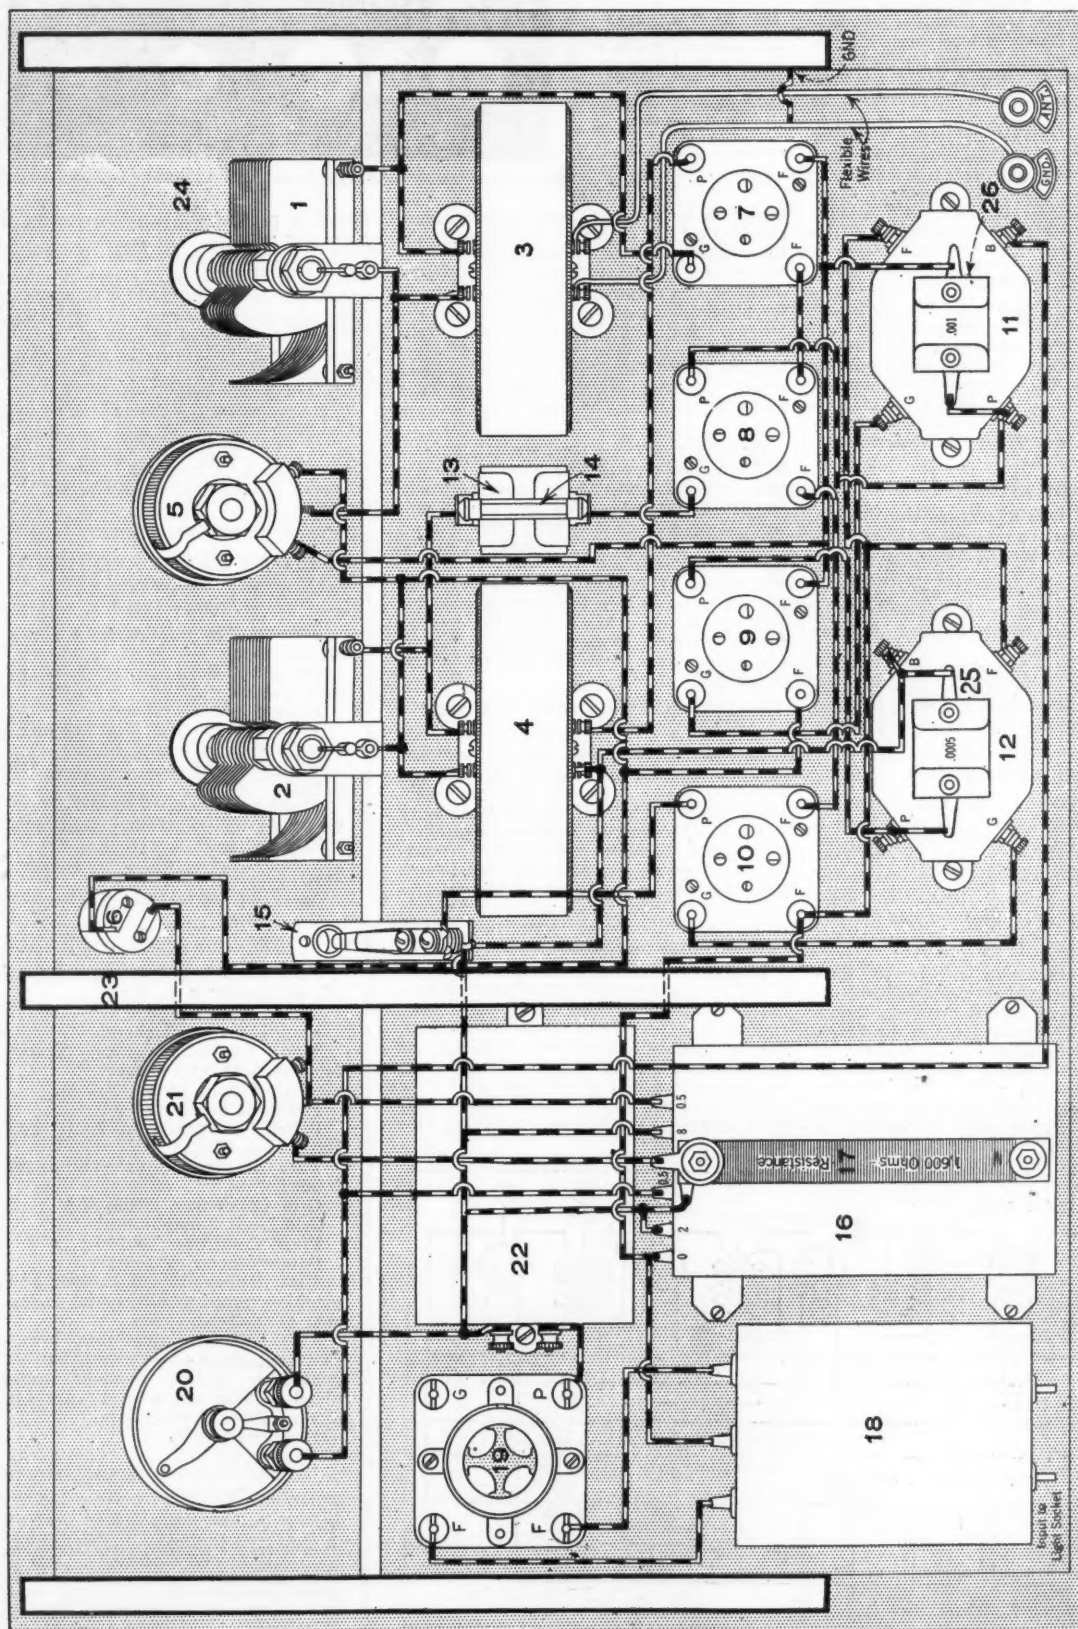 23
6
20
21
5
24
2
1
15
13
14
F
G
19
F
P
22
4
3
G
P
10
F
F
G
P
9
F
F
G
P
8
F
F
G
P
7
F
F
0
2
0.5
8
0.5
Resistance
17
1,600 Ohms
16
18
Input to
Light Socket
P
B
25
.0005
G
F
12
G
F
26
.001
P
B
11
Flexible
Wires
GND
GND
ANT